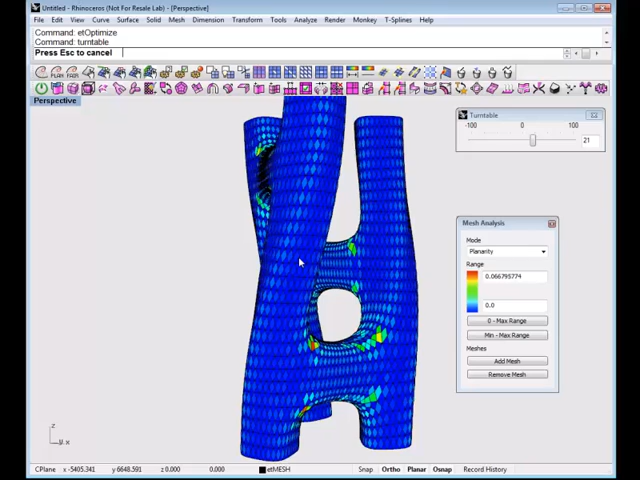 Untitled - Rhinoceros (Not For Resale Lab) - [Perspective]
File Edit View Curve Surface Solid Mesh Dimension Transform Tools Analyze Render Monkey T-Splines Panel Help
Command: etOptimize
Command: turntable
Press Esc to cancel
Perspective
Turntable
-100 0 100
21
Mesh Analysis
Mode
Planarity
Range
0.066795774
0.0
0 - Max Range
Min - Max Range
Meshes
Add Mesh
Remove Mesh
z
y x
CPlane x -5405.341 y 6648.591 z 0.000 0.000 etMESH Snap Ortho Planar Osnap Record History